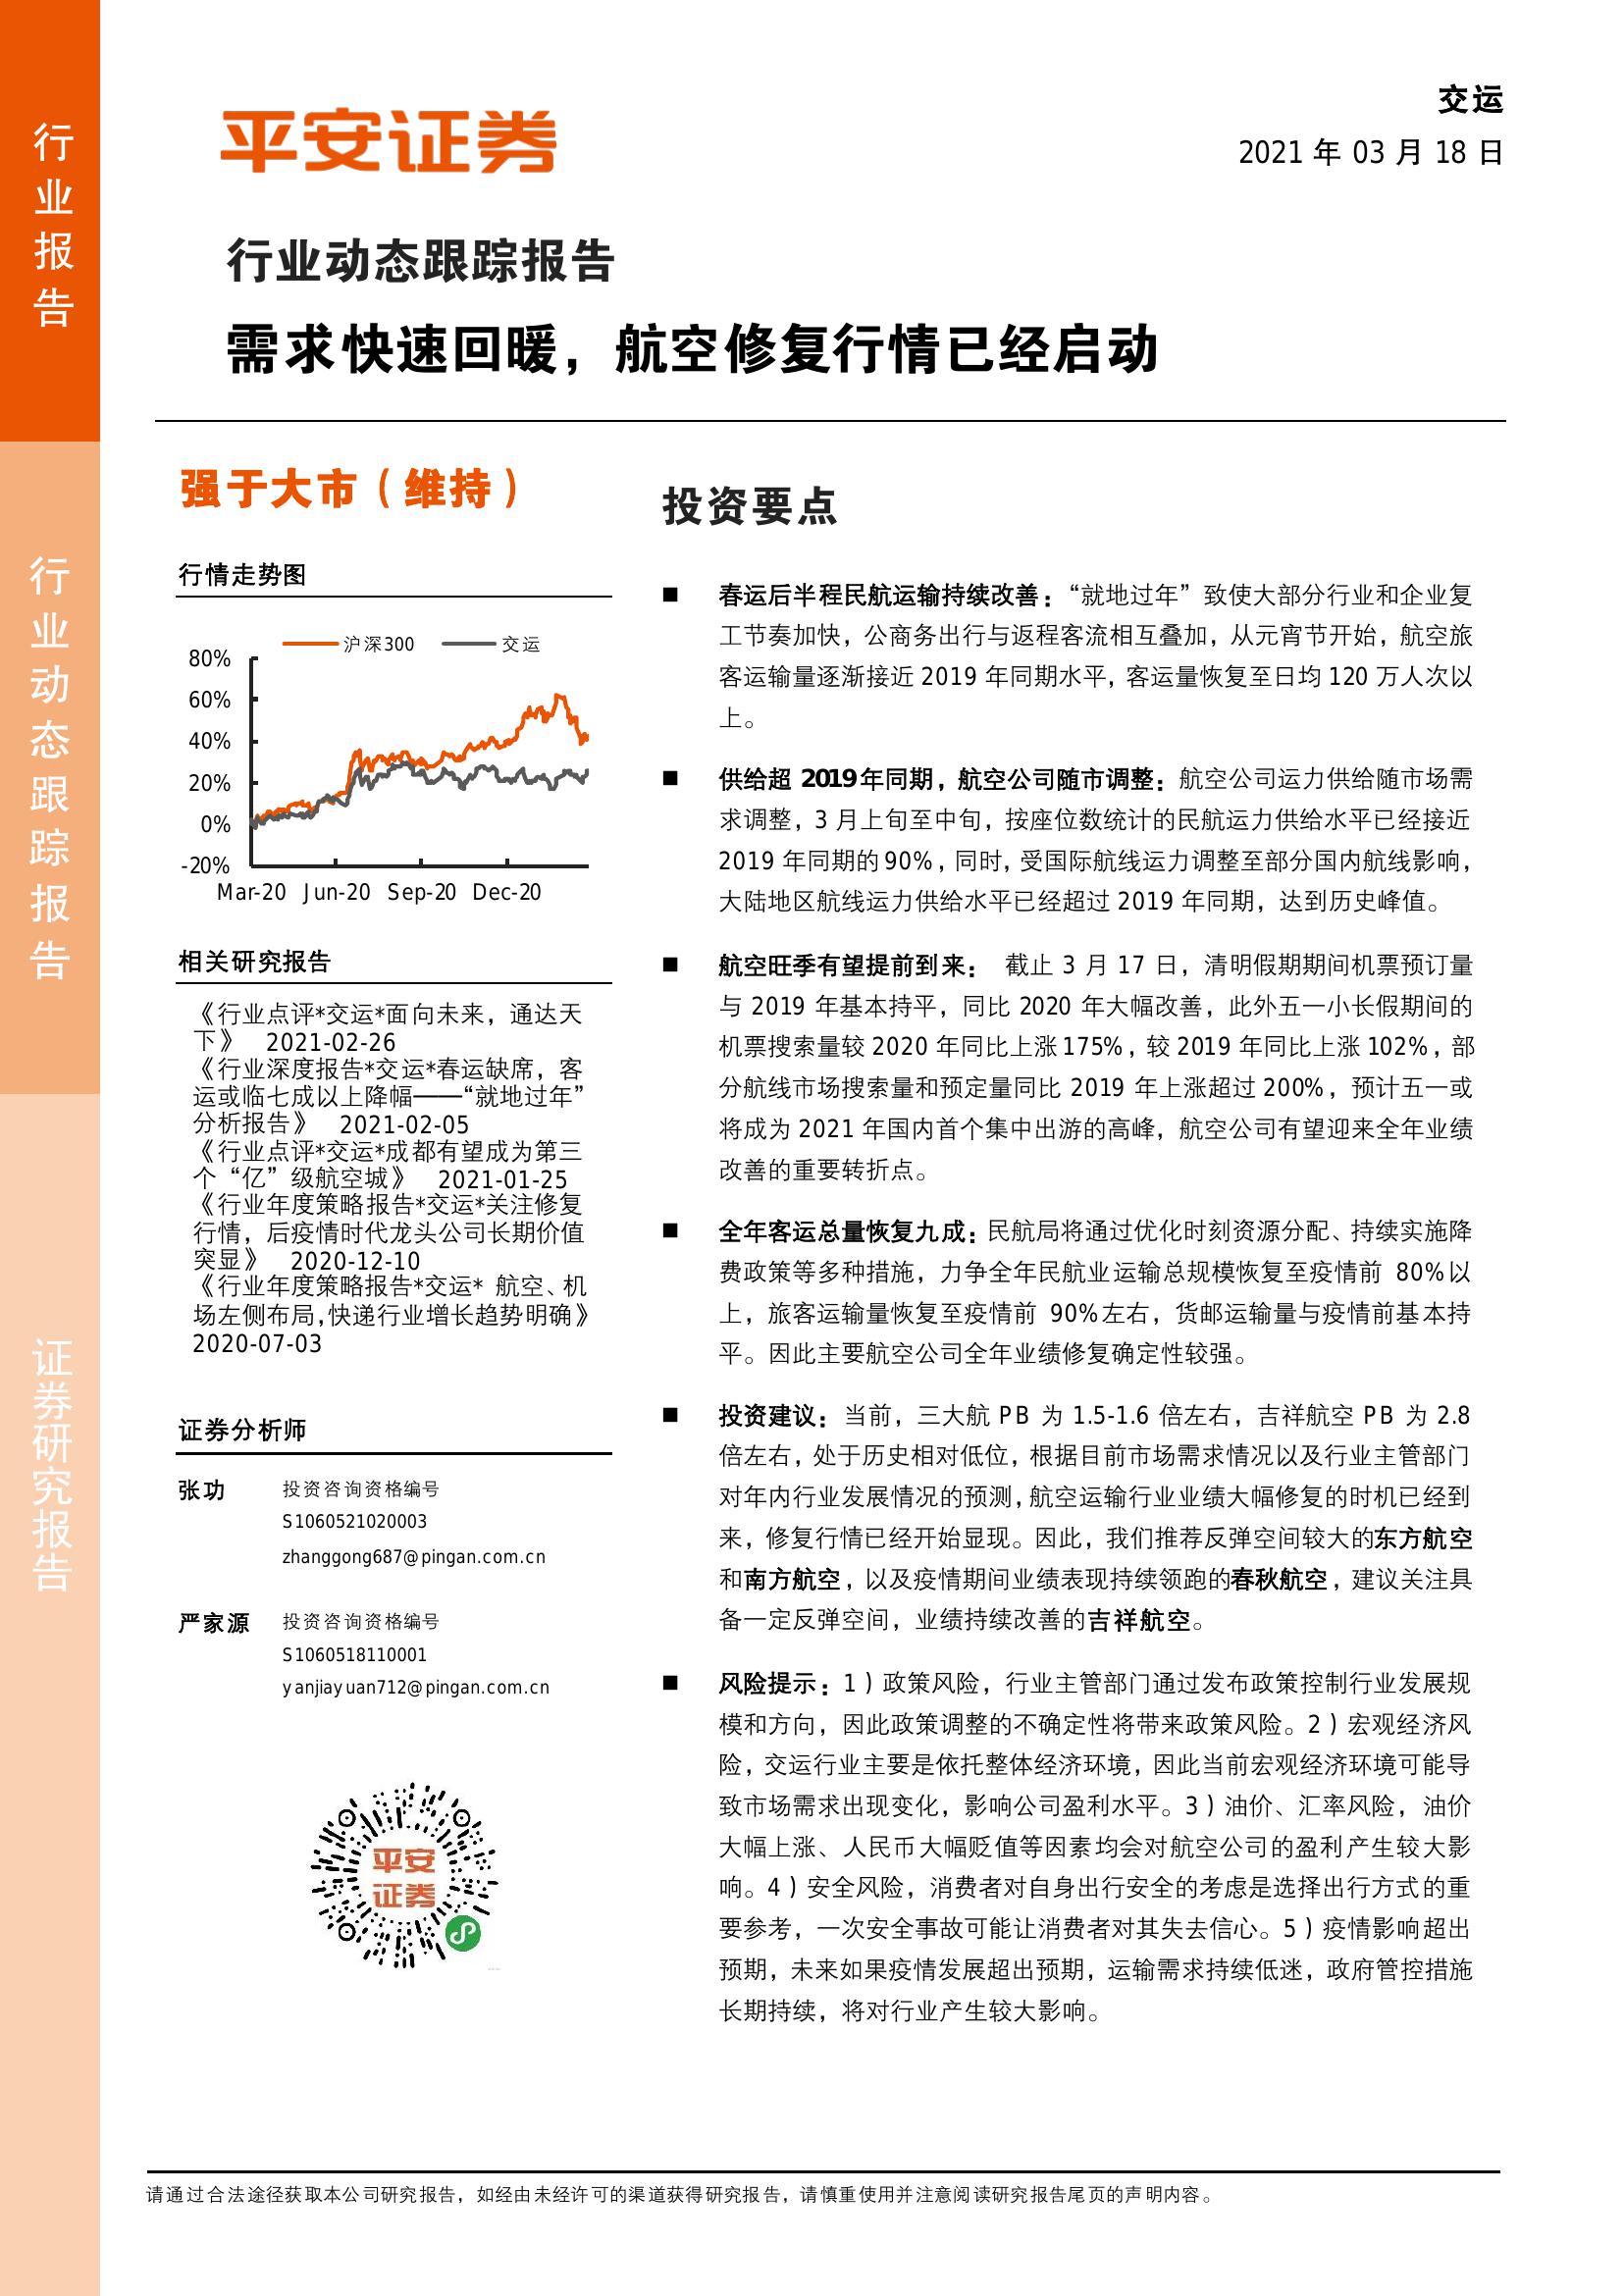 行业报告
行业动态跟踪报告
证券研究报告
平安证券
交运
2021 年 03 月 18 日
行业动态跟踪报告
需求快速回暖，航空修复行情已经启动
强于大市（维持）
行情走势图
沪深300 交运
80%
60%
40%
20%
0%
-20%
Mar-20 Jun-20 Sep-20 Dec-20
相关研究报告
《行业点评*交运*面向未来，通达天
下》 2021-02-26
《行业深度报告*交运*春运缺席，客
运或临七成以上降幅——“就地过年”
分析报告》 2021-02-05
《行业点评*交运*成都有望成为第三
个“亿”级航空城》 2021-01-25
《行业年度策略报告*交运*关注修复
行情，后疫情时代龙头公司长期价值
突显》 2020-12-10
《行业年度策略报告*交运* 航空、机
场左侧布局,快递行业增长趋势明确》
2020-07-03
证券分析师
张功 投资咨询资格编号
S1060521020003
zhanggong687@pingan.com.cn
严家源 投资咨询资格编号
S1060518110001
yanjiayuan712@pingan.com.cn
平安
证券
投资要点
■ 春运后半程民航运输持续改善：“就地过年”致使大部分行业和企业复
工节奏加快，公商务出行与返程客流相互叠加，从元宵节开始，航空旅
客运输量逐渐接近 2019 年同期水平，客运量恢复至日均 120 万人次以
上。
■ 供给超 2019年同期，航空公司随市调整：航空公司运力供给随市场需
求调整，3 月上旬至中旬，按座位数统计的民航运力供给水平已经接近
2019 年同期的 90%，同时，受国际航线运力调整至部分国内航线影响，
大陆地区航线运力供给水平已经超过 2019 年同期，达到历史峰值。
■ 航空旺季有望提前到来： 截止 3 月 17 日，清明假期期间机票预订量
与 2019 年基本持平，同比 2020 年大幅改善，此外五一小长假期间的
机票搜索量较 2020 年同比上涨 175%，较 2019 年同比上涨 102%，部
分航线市场搜索量和预定量同比 2019 年上涨超过 200%，预计五一或
将成为 2021 年国内首个集中出游的高峰，航空公司有望迎来全年业绩
改善的重要转折点。
■ 全年客运总量恢复九成：民航局将通过优化时刻资源分配、持续实施降
费政策等多种措施，力争全年民航业运输总规模恢复至疫情前 80%以
上，旅客运输量恢复至疫情前 90%左右，货邮运输量与疫情前基本持
平。因此主要航空公司全年业绩修复确定性较强。
■ 投资建议：当前，三大航 PB 为 1.5-1.6 倍左右，吉祥航空 PB 为 2.8
倍左右，处于历史相对低位，根据目前市场需求情况以及行业主管部门
对年内行业发展情况的预测，航空运输行业业绩大幅修复的时机已经到
来，修复行情已经开始显现。因此，我们推荐反弹空间较大的东方航空
和南方航空，以及疫情期间业绩表现持续领跑的春秋航空，建议关注具
备一定反弹空间，业绩持续改善的吉祥航空。
■ 风险提示：1）政策风险，行业主管部门通过发布政策控制行业发展规
模和方向，因此政策调整的不确定性将带来政策风险。2）宏观经济风
险，交运行业主要是依托整体经济环境，因此当前宏观经济环境可能导
致市场需求出现变化，影响公司盈利水平。3）油价、汇率风险，油价
大幅上涨、人民币大幅贬值等因素均会对航空公司的盈利产生较大影
响。4）安全风险，消费者对自身出行安全的考虑是选择出行方式的重
要参考，一次安全事故可能让消费者对其失去信心。5）疫情影响超出
预期，未来如果疫情发展超出预期，运输需求持续低迷，政府管控措施
长期持续，将对行业产生较大影响。
请通过合法途径获取本公司研究报告，如经由未经许可的渠道获得研究报告，请慎重使用并注意阅读研究报告尾页的声明内容。